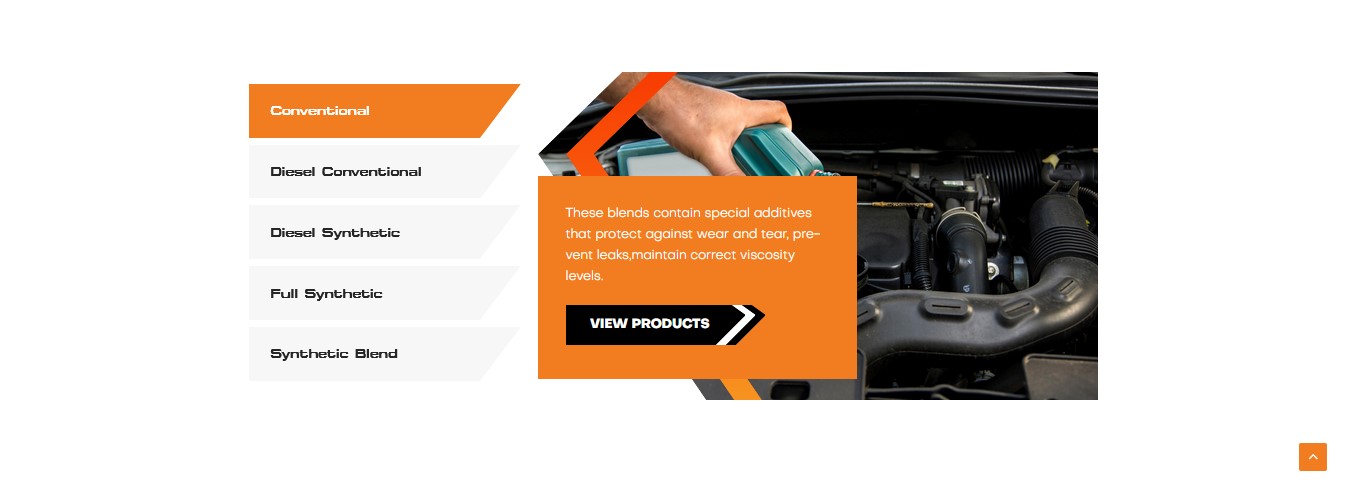 Conventional
Diesel Conventional
Diesel Synthetic
Full Synthetic
Synthetic Blend
These blends contain special additives
that protect against wear and tear, pre-
vent leaks,maintain correct viscosity
levels.
VIEW PRODUCTS